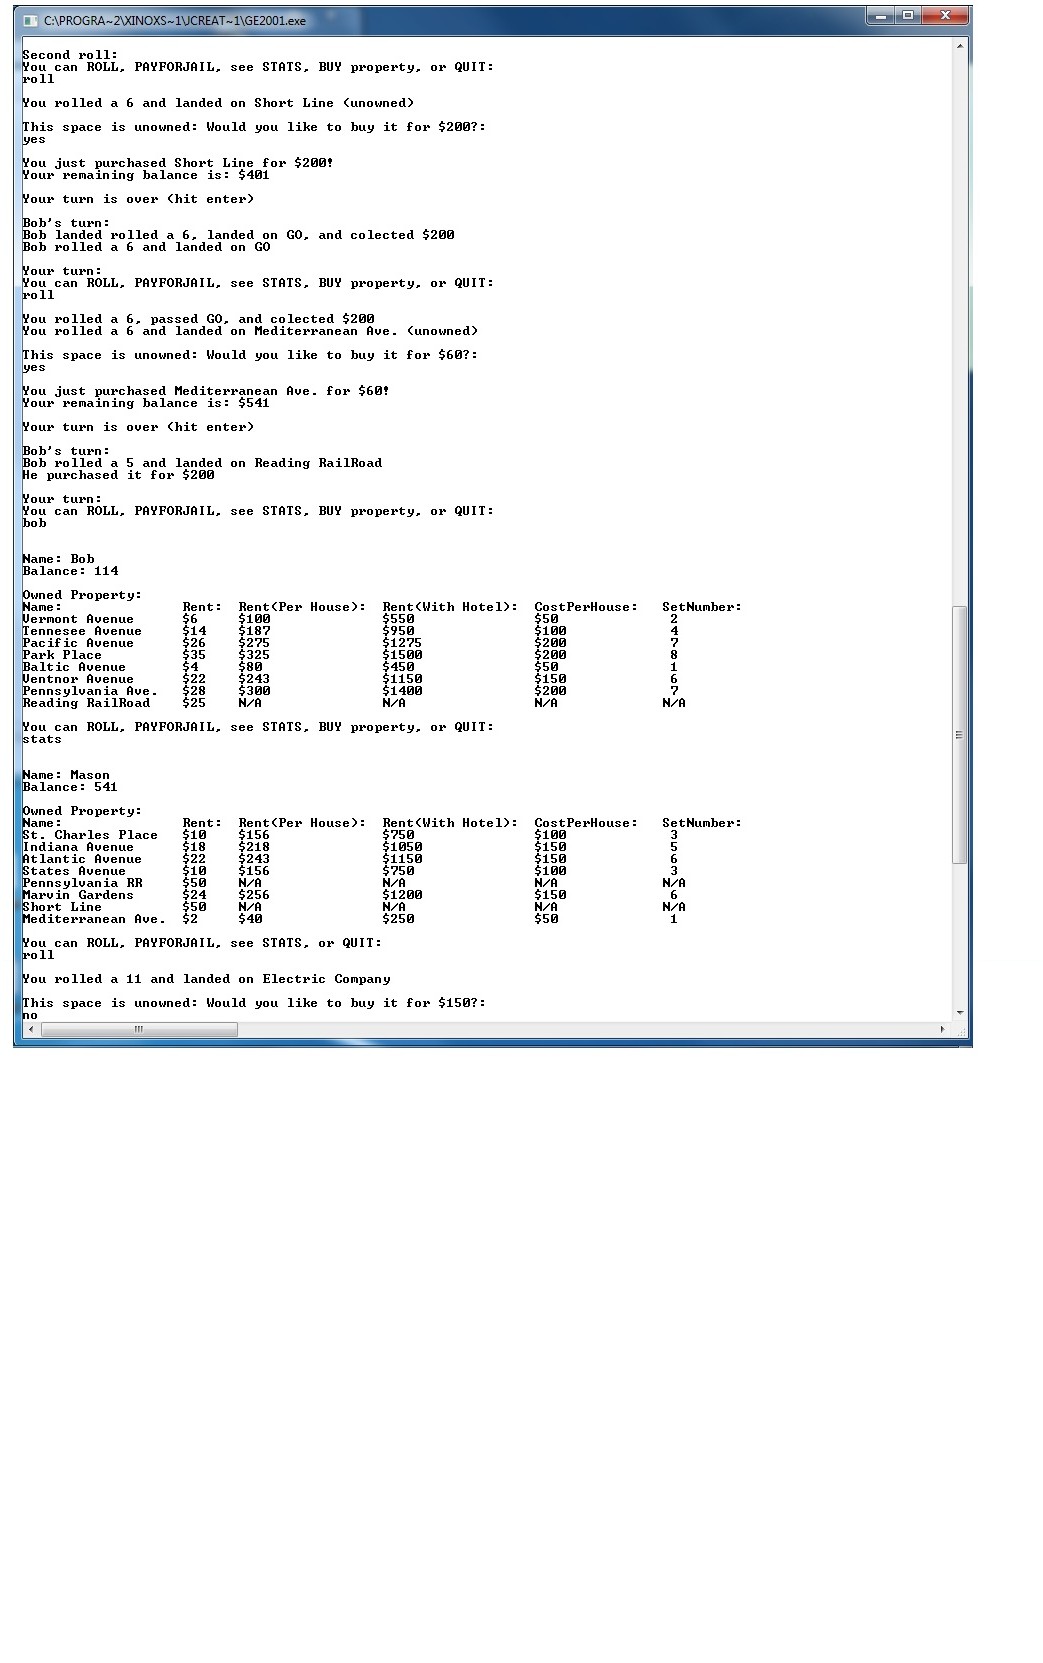 C:\PROGRA~2\XINOXS~1\JCREAT~1\GE2001.exe
Second roll:
You can ROLL, PAYFORJAIL, see STATS, BUY property, or QUIT:
roll
You rolled a 6 and landed on Short Line (unowned)
This space is unowned: Would you like to buy it for $200?:
yes
You just purchased Short Line for $200!
Your remaining balance is: $401
Your turn is over (hit enter)
Bob's turn:
Bob landed rolled a 6, landed on GO, and colected $200
Bob rolled a 6 and landed on GO
Your turn:
You can ROLL, PAYFORJAIL, see STATS, BUY property, or QUIT:
roll
You rolled a 6, passed GO, and colected $200
You rolled a 6 and landed on Mediterranean Ave. (unowned)
This space is unowned: Would you like to buy it for $60?:
yes
You just purchased Mediterranean Ave. for $60!
Your remaining balance is: $541
Your turn is over (hit enter)
Bob's turn:
Bob rolled a 5 and landed on Reading RailRoad
He purchased it for $200
Your turn:
You can ROLL, PAYFORJAIL, see STATS, BUY property, or QUIT:
bob
Name: Bob
Balance: 114
Owned Property:
Name: Rent: Rent(Per House): Rent(With Hotel): CostPerHouse: SetNumber:
Vermont Avenue $6 $100 $550 $50 2
Tennesee Avenue $14 $187 $950 $100 4
Pacific Avenue $26 $275 $1275 $200 7
Park Place $35 $325 $1500 $200 8
Baltic Avenue $4 $80 $450 $50 1
Ventnor Avenue $22 $243 $1150 $150 6
Pennsylvania Ave. $28 $300 $1400 $200 7
Reading RailRoad $25 N/A N/A N/A N/A
You can ROLL, PAYFORJAIL, see STATS, BUY property, or QUIT:
stats
Name: Mason
Balance: 541
Owned Property:
Name: Rent: Rent(Per House): Rent(With Hotel): CostPerHouse: SetNumber:
St. Charles Place $10 $156 $750 $100 3
Indiana Avenue $18 $218 $1050 $150 5
Atlantic Avenue $22 $243 $1150 $150 6
States Avenue $10 $156 $750 $100 3
Pennsylvania RR $50 N/A N/A N/A N/A
Marvin Gardens $24 $256 $1200 $150 6
Short Line $50 N/A N/A N/A N/A
Mediterranean Ave. $2 $40 $250 $50 1
You can ROLL, PAYFORJAIL, see STATS, or QUIT:
roll
You rolled a 11 and landed on Electric Company
This space is unowned: Would you like to buy it for $150?:
no